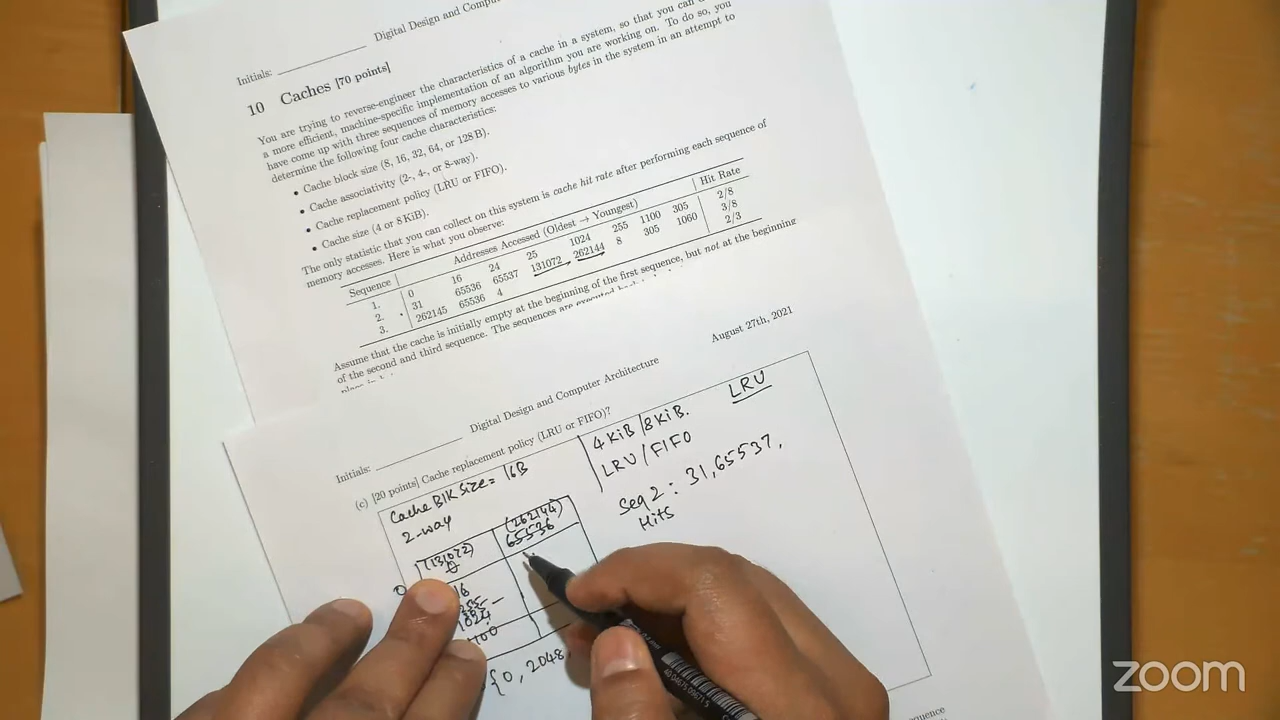 Digital Design and Compu
Initials:
10 Caches [70 points]
You are trying to reverse-engineer the characteristics of a cache in a system, so that you can
a more efficient, machine-specific implementation of an algorithm you are working on. To do so, you
have come up with three sequences of memory accesses to various bytes in the system in an attempt to
determine the following four cache characteristics:
• Cache block size (8, 16, 32, 64, or 128 B).
• Cache associativity (2-, 4-, or 8-way).
• Cache replacement policy (LRU or FIFO).
• Cache size (4 or 8 KiB).
The only statistic that you can collect on this system is cache hit rate after performing each sequence of
memory accesses. Here is what you observe:
Sequence Addresses Accessed (Oldest → Youngest) Hit Rate
1. 0 16 24 25 1024 255 1100 305 2/8
2. 31 65536 65537 131072 262144 8 305 1060 3/8
3. 262145 65536 4 2/3
Assume that the cache is initially empty at the beginning of the first sequence, but not at the beginning
of the second and third sequence. The sequences are executed
Digital Design and Computer Architecture August 27th, 2021
Initials:
(c) [20 points] Cache replacement policy (LRU or FIFO)?
Cache Blk Size = 16B
2-way
4 KiB / 8 KiB.
LRU / FIFO
LRU
Seq 2 : 31, 65537,
Hits
(131072) (262144)
0 0 65536
16
255
1024
1100
{0, 2048,
zoom